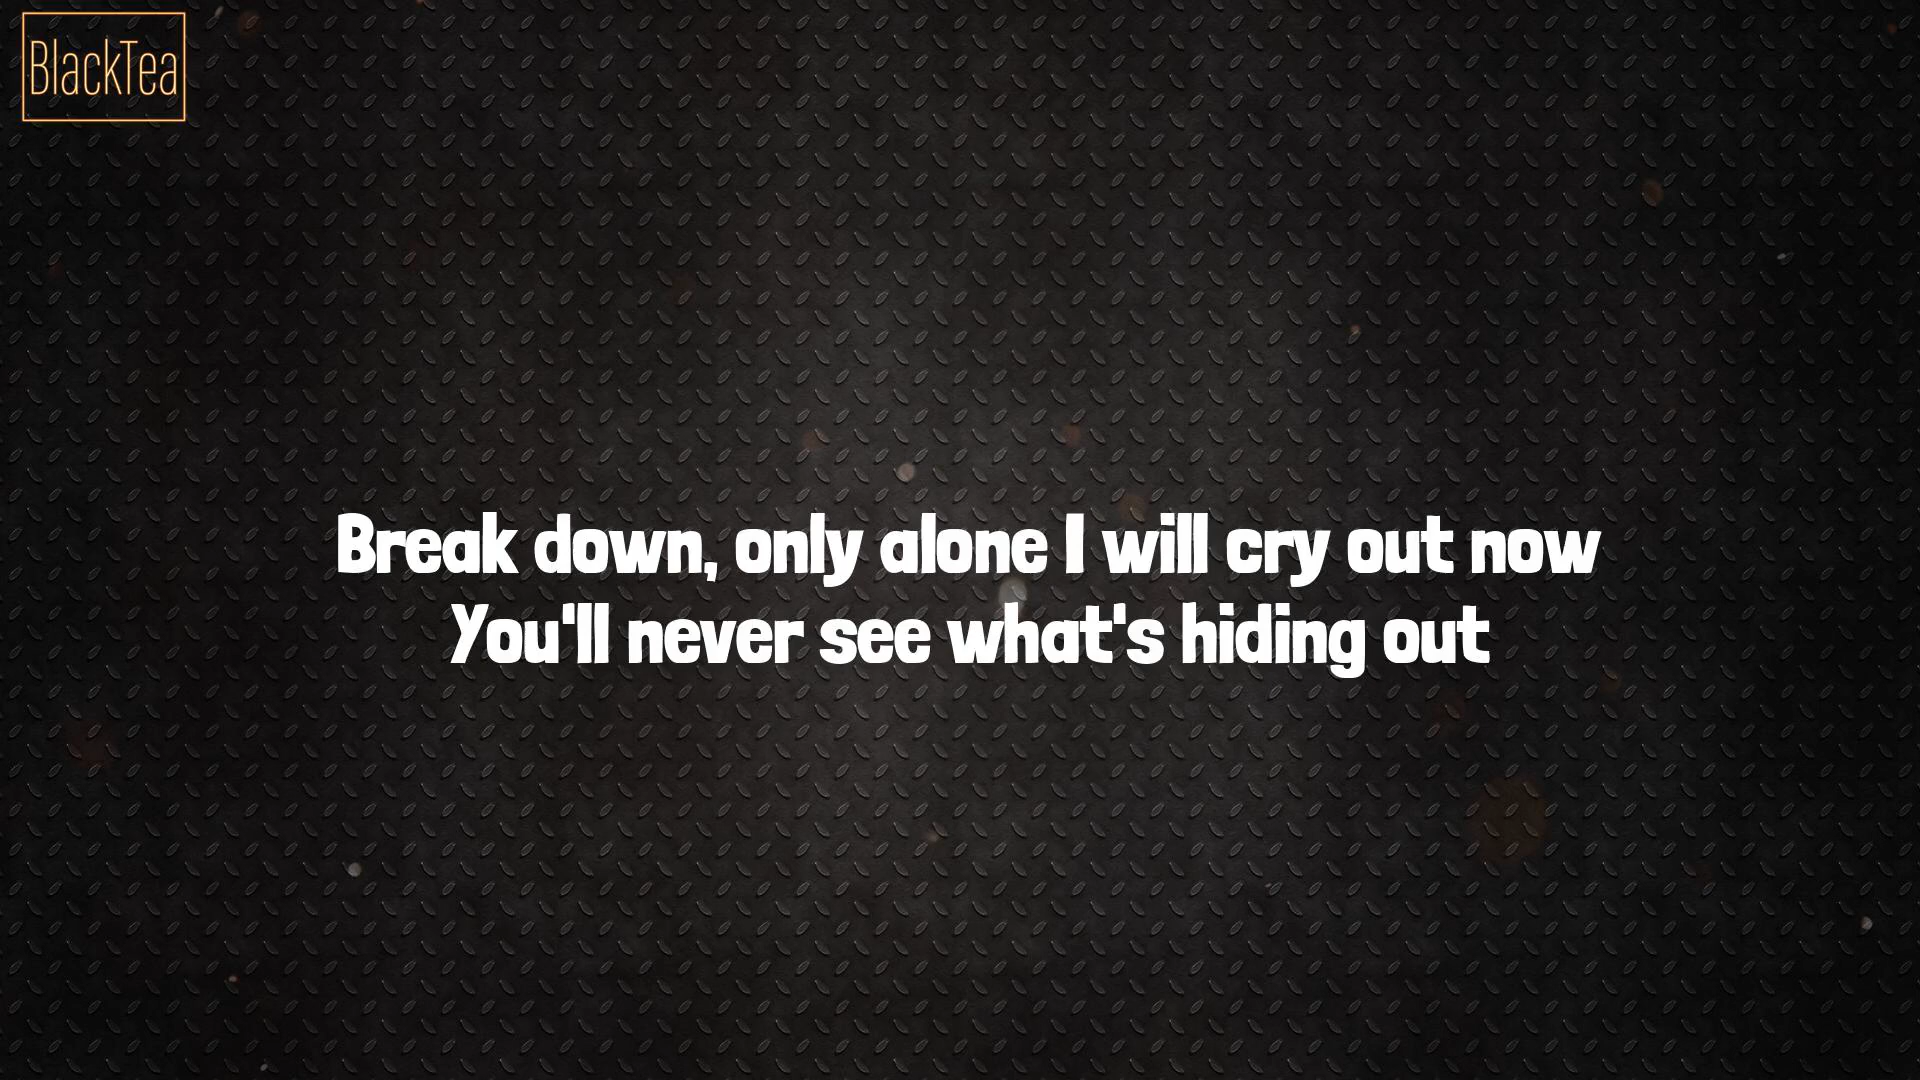 BlackTea
Break down, only alone I will cry out now
You'll never see what's hiding out